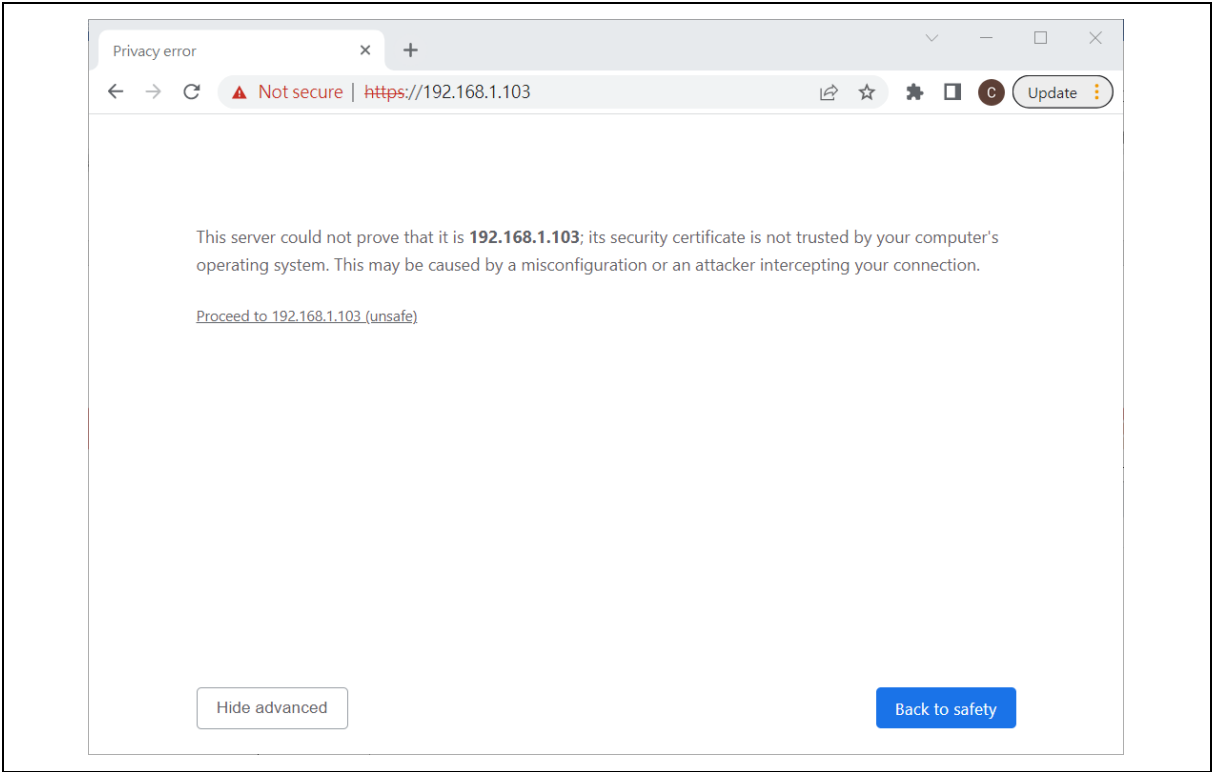 Privacy error
Not secure | https://192.168.1.103
C
Update
This server could not prove that it is 192.168.1.103; its security certificate is not trusted by your computer's
operating system. This may be caused by a misconfiguration or an attacker intercepting your connection.
Proceed to 192.168.1.103 (unsafe)
Hide advanced
Back to safety